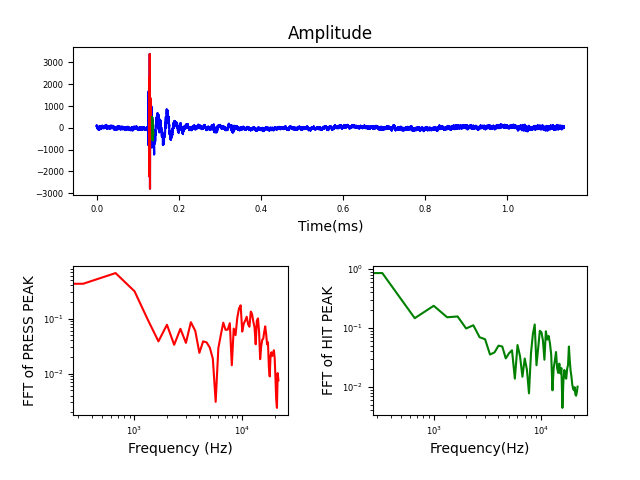 Amplitude
3000
2000
1000
0
−1000
−2000
−3000
0.0 0.2 0.4 0.6 0.8 1.0
Time(ms)
FFT of PRESS PEAK
10⁻¹
10⁻²
10³ 10⁴
Frequency (Hz)
FFT of HIT PEAK
10⁰
10⁻¹
10⁻²
10³ 10⁴
Frequency(Hz)